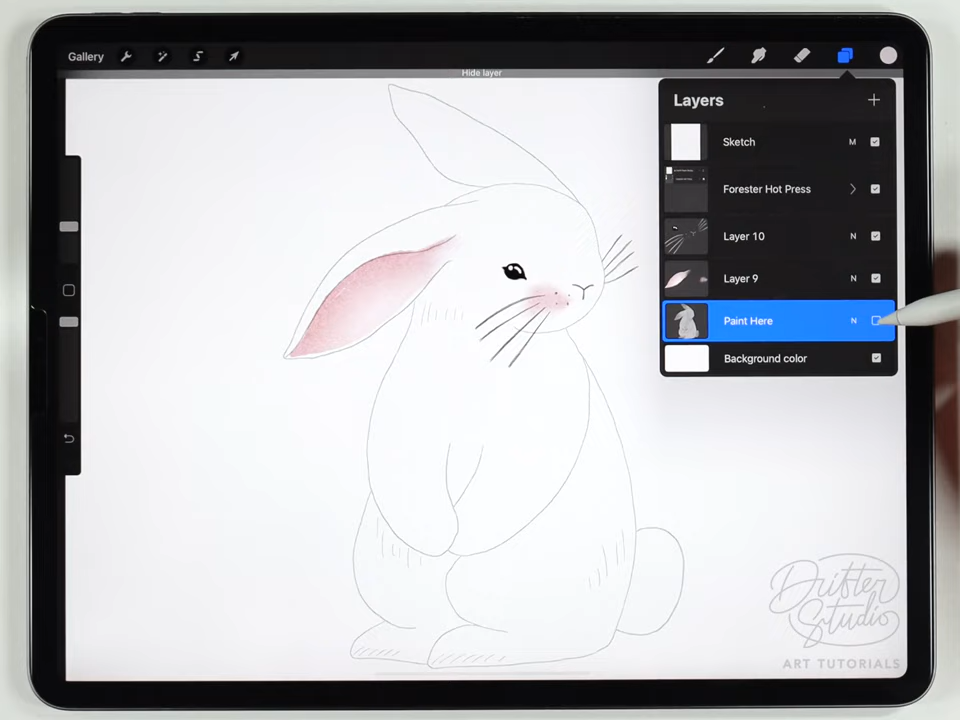 Gallery
Hide layer
Layers
Sketch M
Forester Hot Press
Layer 10 N
Layer 9 N
Paint Here N
Background color
Drifter
Studio
ART TUTORIALS